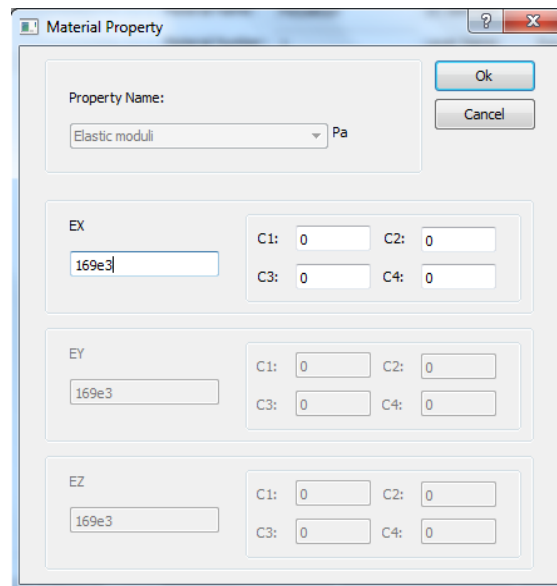 Material Property
?
X
Ok
Property Name:
Cancel
Elastic moduli
Pa
EX
C1: 0 C2: 0
169e3
C3: 0 C4: 0
EY
C1: 0 C2: 0
169e3
C3: 0 C4: 0
EZ
C1: 0 C2: 0
169e3
C3: 0 C4: 0